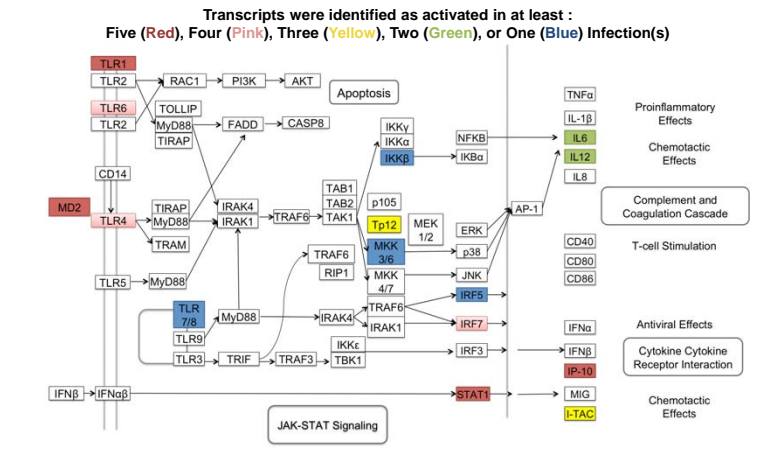 Transcripts were identified as activated in at least :
Five (Red), Four (Pink), Three (Yellow), Two (Green), or One (Blue) Infection(s)
TLR1
TLR2
RAC1
PI3K
AKT
Apoptosis
TLR6
TLR2
TOLLIP
MyD88
TIRAP
FADD
CASP8
IKKγ
IKKα
IKKβ
NFKB
IKBα
TNFα
IL-1β
IL6
IL12
IL8
Proinflammatory
Effects
Chemotactic
Effects
CD14
MD2
TLR4
TIRAP
MyD88
TRAM
IRAK4
IRAK1
TRAF6
TAB1
TAB2
TAK1
p105
Tp12
MEK
1/2
MKK
3/6
MKK
4/7
ERK
p38
JNK
AP-1
Complement and
Coagulation Cascade
CD40
CD80
CD86
T-cell Stimulation
TLR5
MyD88
TRAF6
RIP1
TLR
7/8
TLR9
TLR3
MyD88
TRIF
TRAF3
IRAK4
TRAF6
IRAK1
IKKε
TBK1
IRF5
IRF7
IRF3
IFNα
IFNβ
IP-10
MIG
I-TAC
Antiviral Effects
Cytokine Cytokine
Receptor Interaction
Chemotactic
Effects
IFNβ
IFNαβ
STAT1
JAK-STAT Signaling